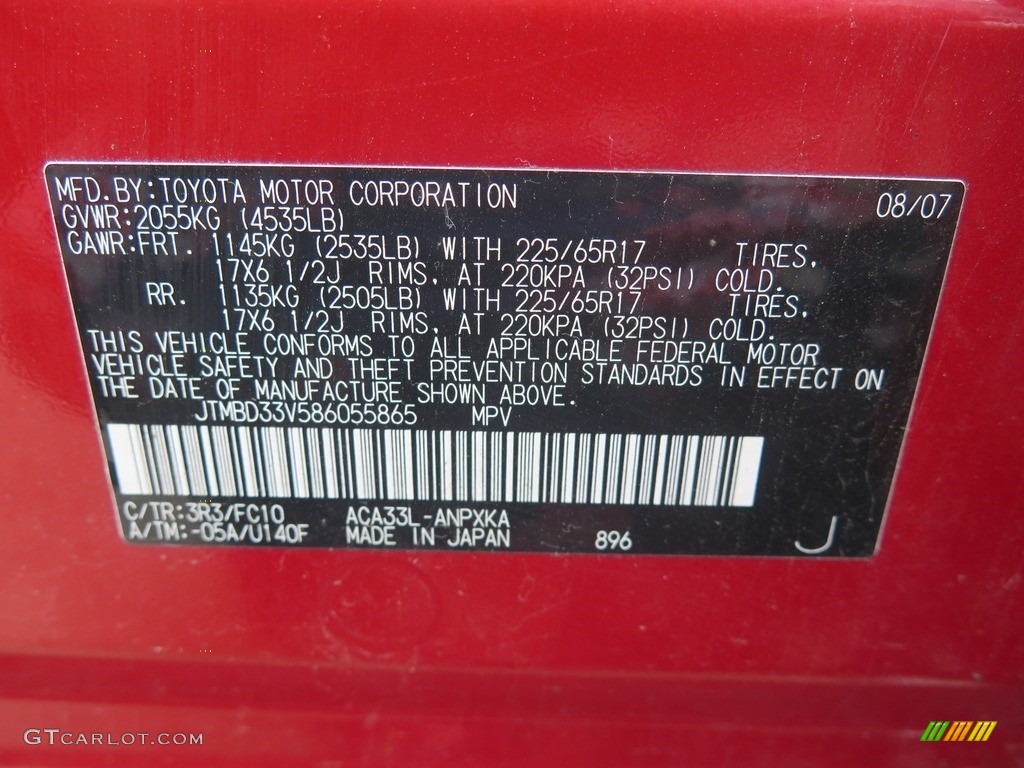 MFD. BY: TOYOTA MOTOR CORPORATION 08/07
GVWR: 2055KG (4535LB)
GAWR: FRT. 1145KG (2535LB) WITH 225/65R17 TIRES,
17X6 1/2J RIMS, AT 220KPA (32PSI) COLD.
RR. 1135KG (2505LB) WITH 225/65R17 TIRES,
17X6 1/2J RIMS, AT 220KPA (32PSI) COLD.
THIS VEHICLE CONFORMS TO ALL APPLICABLE FEDERAL MOTOR
VEHICLE SAFETY AND THEFT PREVENTION STANDARDS IN EFFECT ON
THE DATE OF MANUFACTURE SHOWN ABOVE.
JTMBD33V586055865 MPV
C/TR: 3R3/FC10 ACA33L-ANPXKA
A/TM: -05A/U140F MADE IN JAPAN 896 J
GTCARLOT.COM